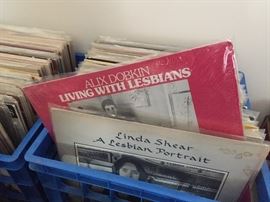 ALIX DOBKIN
LIVING WITH LESBIANS
Linda Shear
A Lesbian Portrait